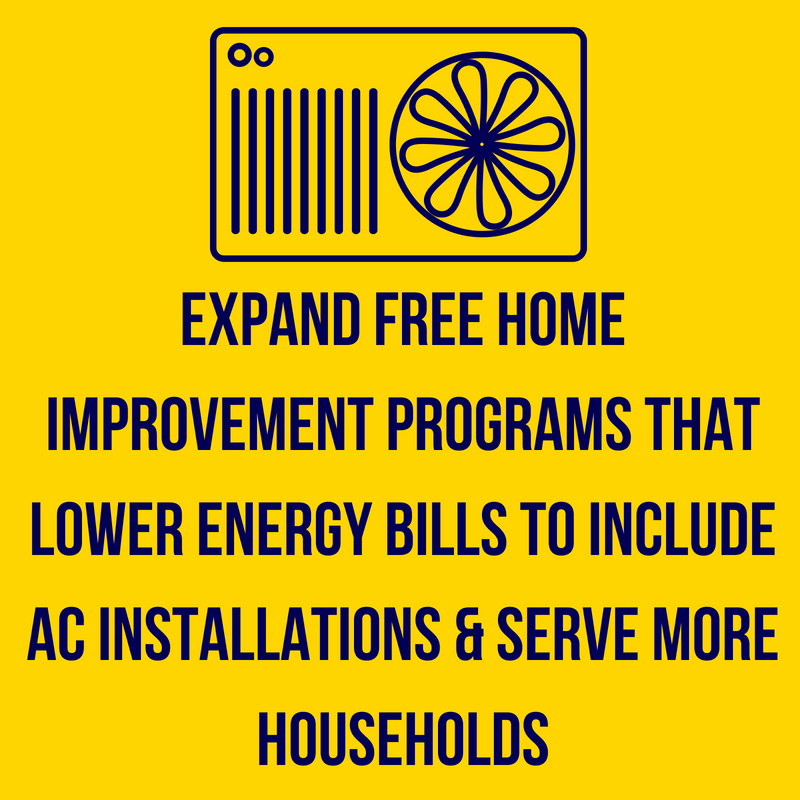 EXPAND FREE HOME
IMPROVEMENT PROGRAMS THAT
LOWER ENERGY BILLS TO INCLUDE
AC INSTALLATIONS & SERVE MORE
HOUSEHOLDS